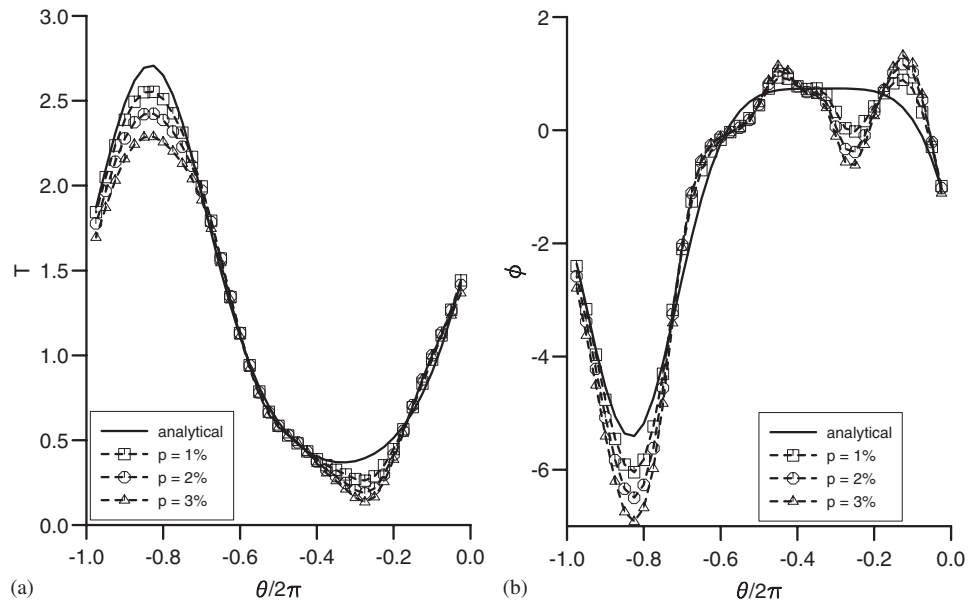 3.0
2.5
2.0
1.5
1.0
0.5
0.0
T
analytical
p = 1%
p = 2%
p = 3%
-1.0 -0.8 -0.6 -0.4 -0.2 0.0
(a) θ/2π
2
0
-2
-4
-6
ϕ
analytical
p = 1%
p = 2%
p = 3%
-1.0 -0.8 -0.6 -0.4 -0.2 0.0
(b) θ/2π